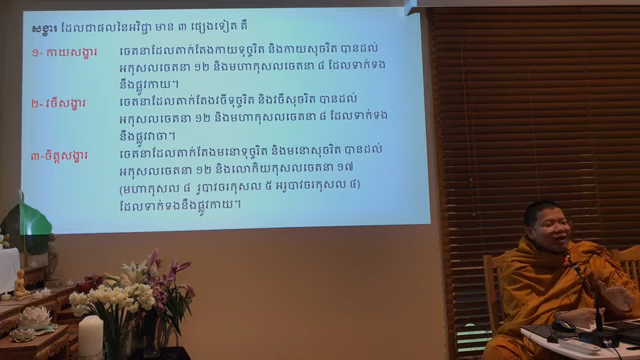 សង្ខារ ដែលជាផលនៃអវិជ្ជា មាន ៣ ផ្សេងទៀត គឺ
១- កាយសង្ខារ ចេតនាដែលតាក់តែងកាយទុច្ចរិត និងកាយសុចរិត បានដល់
អកុសលចេតនា ១២ និងមហាកុសលចេតនា ៨ ដែលទាក់ទង
នឹងផ្លូវកាយ។
២- វចីសង្ខារ ចេតនាដែលតាក់តែងវចីទុច្ចរិត និងវចីសុចរិត បានដល់
អកុសលចេតនា ១២ និងមហាកុសលចេតនា ៨ ដែលទាក់ទង
នឹងផ្លូវវាចា។
៣-ចិត្តសង្ខារ ចេតនាដែលតាក់តែងមនោទុច្ចរិត និងមនោសុចរិត បានដល់
អកុសលចេតនា ១២ និងលោកិយកុសលចេតនា ១៧
(មហាកុសល ៨ រូបាវចរកុសល ៥ អរូបាវចរកុសល ៤)
ដែលទាក់ទងនឹងផ្លូវកាយ។